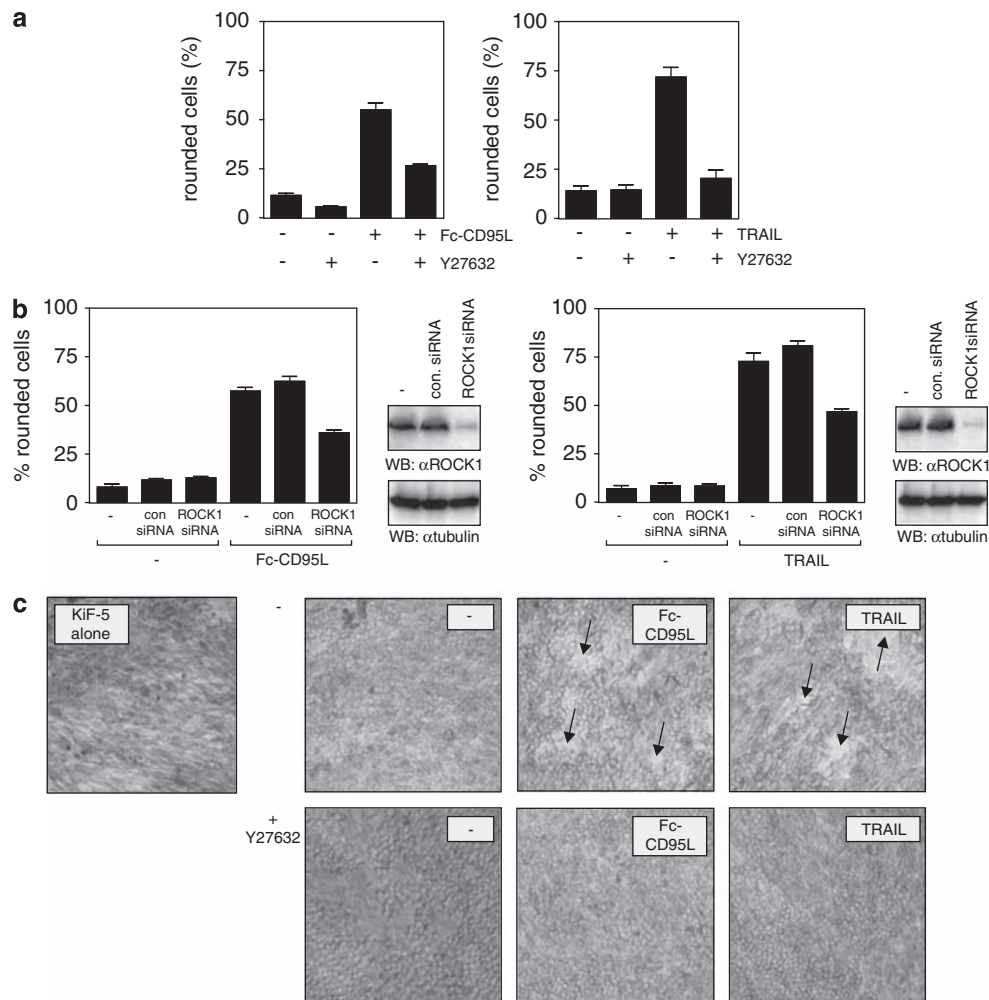 a
100
75
50
25
0
rounded cells (%)
- - + + Fc-CD95L
- + - + Y27632
100
75
50
25
0
rounded cells (%)
- - + + TRAIL
- + - + Y27632
b
100
75
50
25
0
% rounded cells
- con siRNA ROCK1 siRNA - con siRNA ROCK1 siRNA
- Fc-CD95L
- con. siRNA ROCK1siRNA
WB: αROCK1
WB: αtubulin
100
75
50
25
0
% rounded cells
- con siRNA ROCK1 siRNA - con siRNA ROCK1 siRNA
- TRAIL
- con. siRNA ROCK1siRNA
WB: αROCK1
WB: αtubulin
c
KiF-5
alone
-
-
Fc-
CD95L
TRAIL
+
Y27632
-
Fc-
CD95L
TRAIL